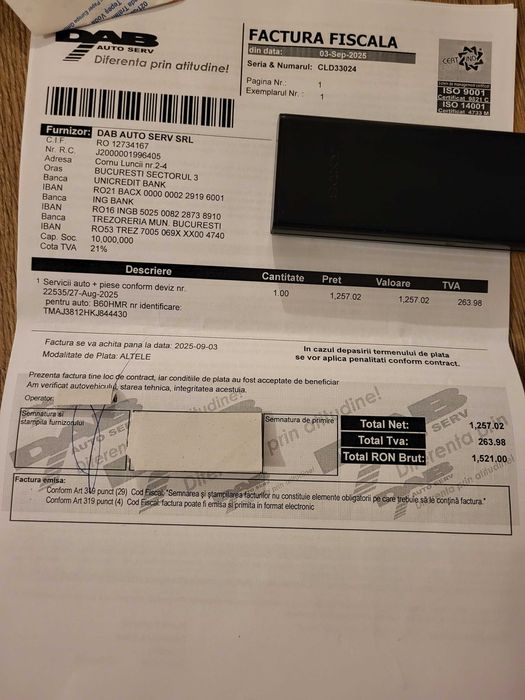 DAB
AUTO SERV
Diferenta prin atitudine!
FACTURA FISCALA
din data: 03-Sep-2025
Seria & Numarul: CLD33024
Pagina Nr.: 1
Exemplarul Nr. : 1
CERT IND
ISO 9001
Certificat 9821 C
ISO 14001
Certificat 4733 M
Furnizor: DAB AUTO SERV SRL
C.I.F. RO 12734167
Nr. R.C. J2000001996405
Adresa Cornu Luncii nr.2-4
Oras BUCURESTI SECTORUL 3
Banca UNICREDIT BANK
IBAN RO21 BACX 0000 0002 2919 6001
Banca ING BANK
IBAN RO16 INGB 5025 0082 2873 8910
Banca TREZORERIA MUN. BUCURESTI
IBAN RO53 TREZ 7005 069X XX00 4740
Cap. Soc. 10,000,000
Cota TVA 21%
Descriere Cantitate Pret Valoare TVA
1 Servicii auto + piese conform deviz nr. 1.00 1,257.02 1,257.02 263.98
22535/27-Aug-2025
pentru auto: B60HMR nr identificare:
TMAJ3812HKJ844430
Factura se va achita pana la data: 2025-09-03
Modalitate de Plata: ALTELE
In cazul depasirii termenului de plata
se vor aplica penalitati conform contract.
Prezenta factura tine loc de contract, iar conditiile de plata au fost acceptate de beneficiar
Am verificat autovehiculul, starea tehnica, integritatea acestuia.
Operator:
Semnatura si
stampila furnizorului
Semnatura de primire
Total Net: 1,257.02
Total Tva: 263.98
Total RON Brut: 1,521.00
Factura emisa:
Conform Art 319 punct (29) Cod Fiscal: "Semnarea şi ştampilarea facturilor nu constituie elemente obligatorii pe care trebuie să le conţină factura."
Conform Art 319 punct (4) Cod Fiscal: factura poate fi emisa si primita in format electronic